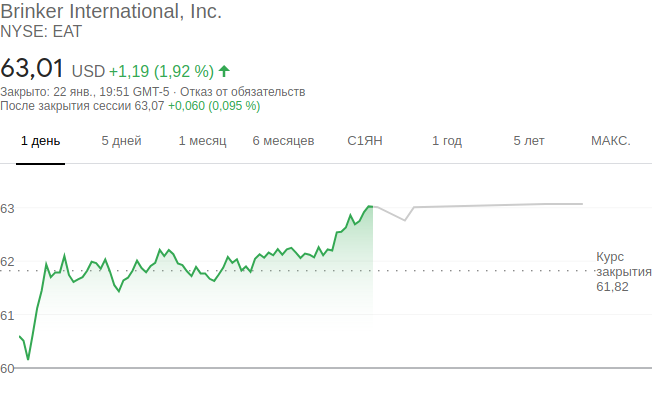 Brinker International, Inc.
NYSE: EAT
63,01 USD +1,19 (1,92 %)
Закрыто: 22 янв., 19:51 GMT-5 · Отказ от обязательств
После закрытия сессии 63,07 +0,060 (0,095 %)
1 день 5 дней 1 месяц 6 месяцев С1ЯН 1 год 5 лет МАКС.
63
62
61
60
Курс
закрытия
61,82